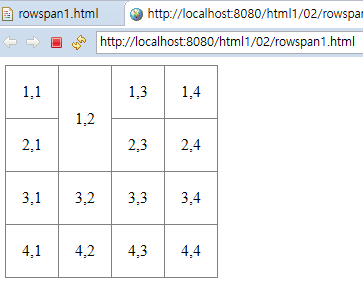 rowspan1.html http://localhost:8080/html1/02/rowspa
http://localhost:8080/html1/02/rowspan1.html
1,1 1,2 1,3 1,4
2,1 2,3 2,4
3,1 3,2 3,3 3,4
4,1 4,2 4,3 4,4